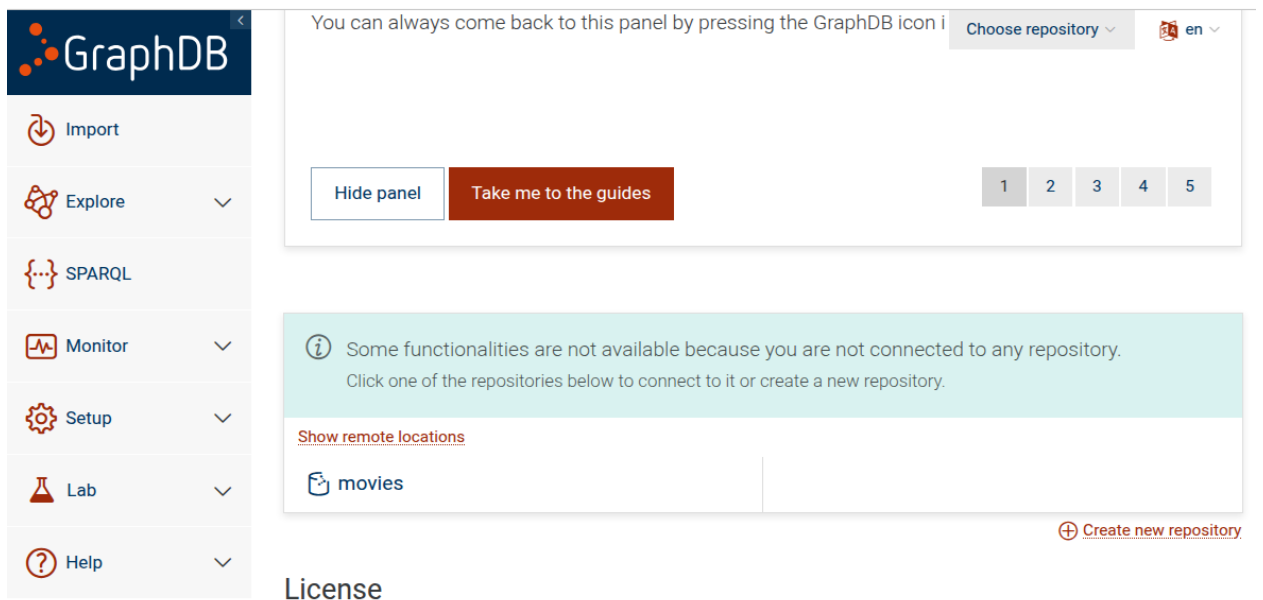 GraphDB
Import
Explore
SPARQL
Monitor
Setup
Lab
Help
You can always come back to this panel by pressing the GraphDB icon i
Choose repository
en
Hide panel
Take me to the guides
1 2 3 4 5
Some functionalities are not available because you are not connected to any repository.
Click one of the repositories below to connect to it or create a new repository.
Show remote locations
movies
Create new repository
License